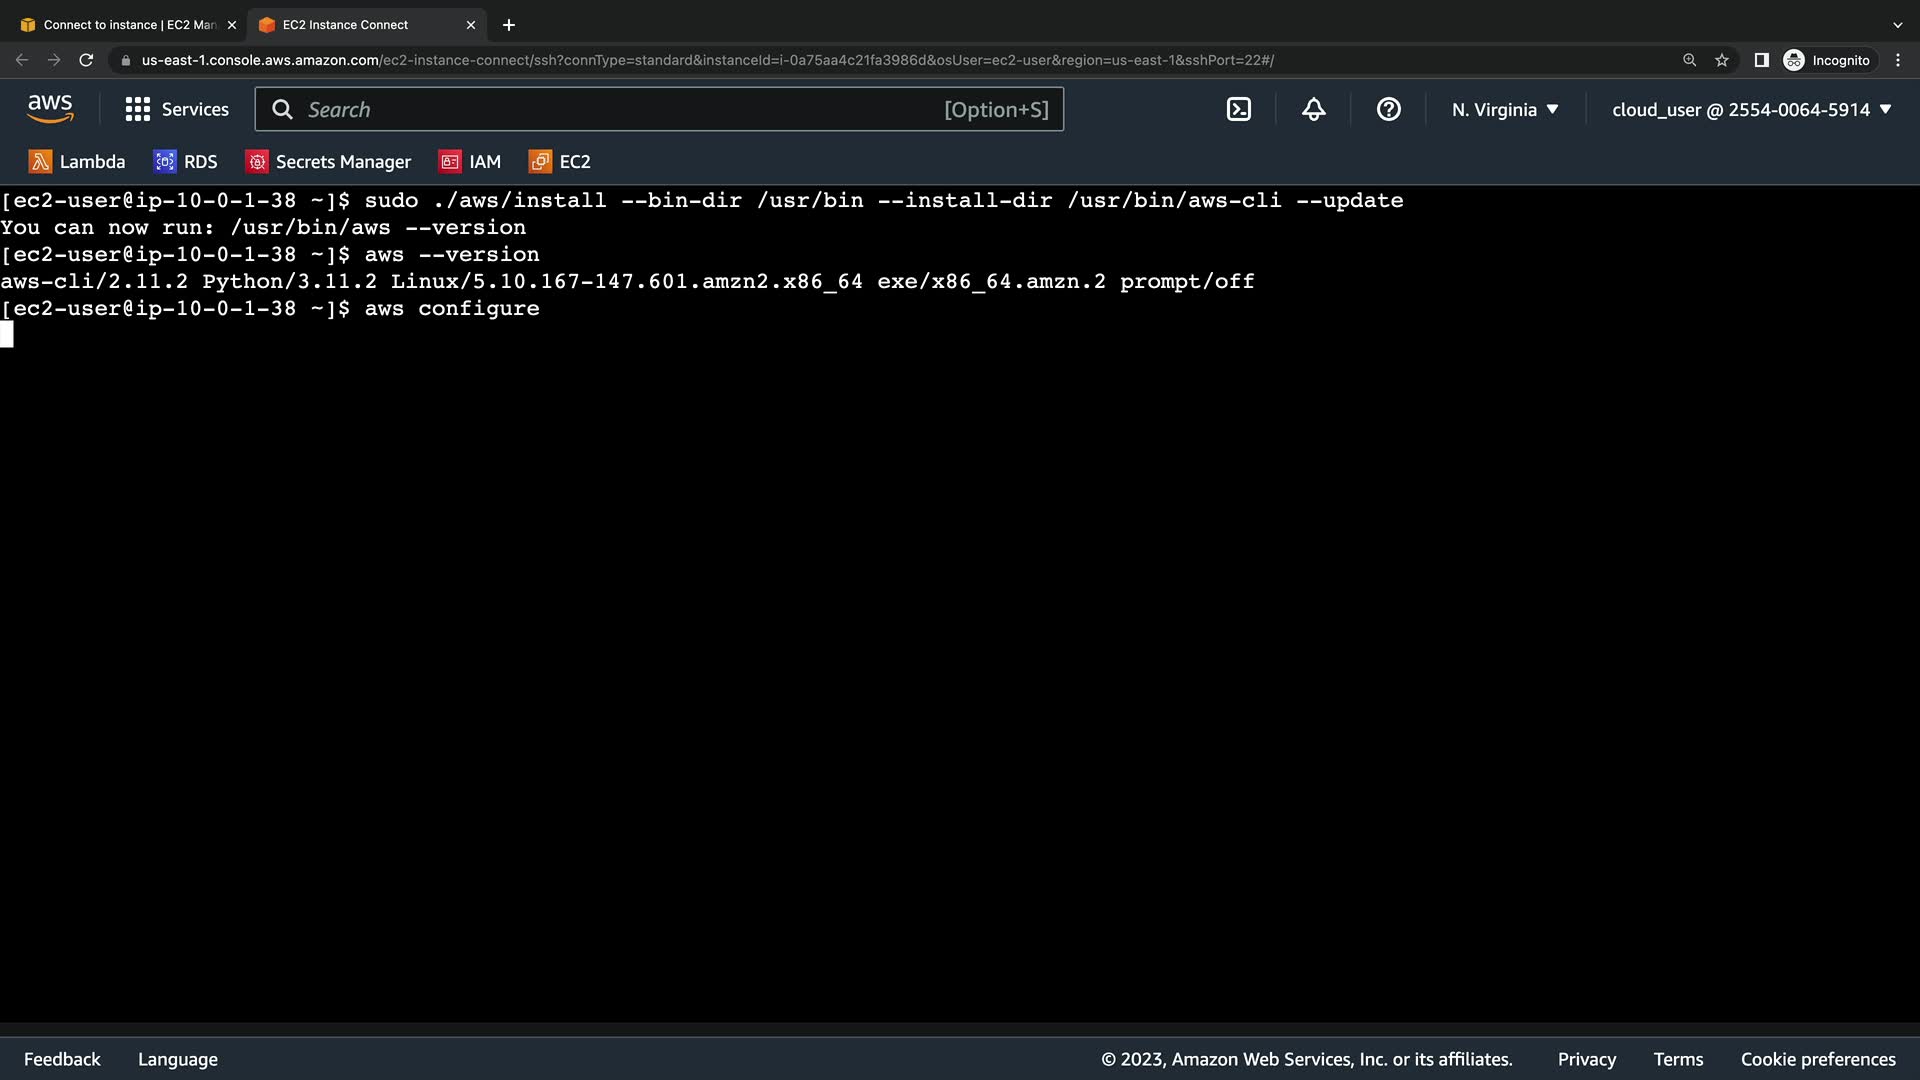 Connect to instance | EC2 Man
EC2 Instance Connect
us-east-1.console.aws.amazon.com/ec2-instance-connect/ssh?connType=standard&instanceId=i-0a75aa4c21fa3986d&osUser=ec2-user&region=us-east-1&sshPort=22#/
Incognito
aws
Services
Search
[Option+S]
N. Virginia
cloud_user @ 2554-0064-5914
Lambda
RDS
Secrets Manager
IAM
EC2
[ec2-user@ip-10-0-1-38 ~]$ sudo ./aws/install --bin-dir /usr/bin --install-dir /usr/bin/aws-cli --update
You can now run: /usr/bin/aws --version
[ec2-user@ip-10-0-1-38 ~]$ aws --version
aws-cli/2.11.2 Python/3.11.2 Linux/5.10.167-147.601.amzn2.x86_64 exe/x86_64.amzn.2 prompt/off
[ec2-user@ip-10-0-1-38 ~]$ aws configure
Feedback
Language
© 2023, Amazon Web Services, Inc. or its affiliates.
Privacy
Terms
Cookie preferences